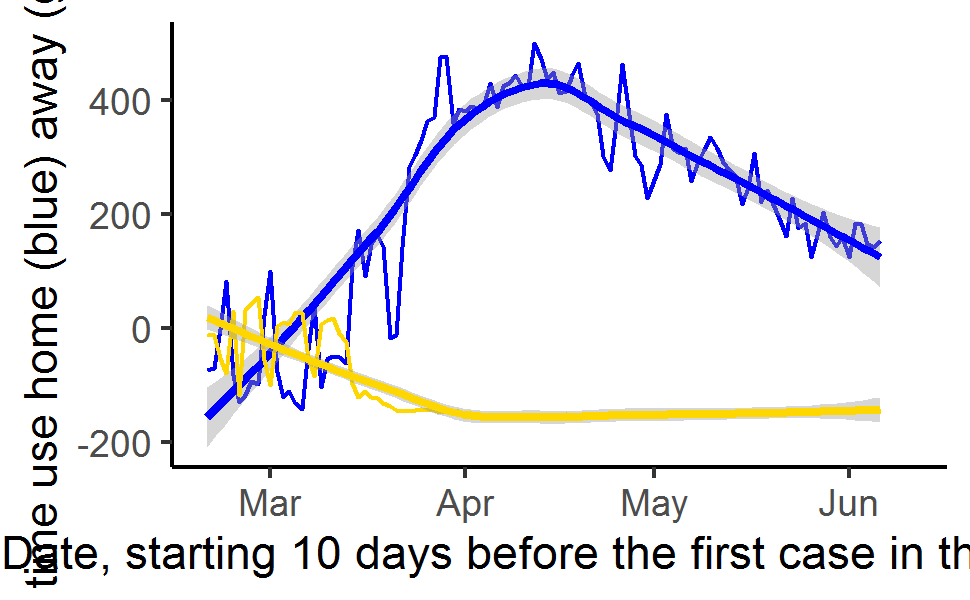 time use home (blue) away (
400
200
0
-200
Mar Apr May Jun
Date, starting 10 days before the first case in th